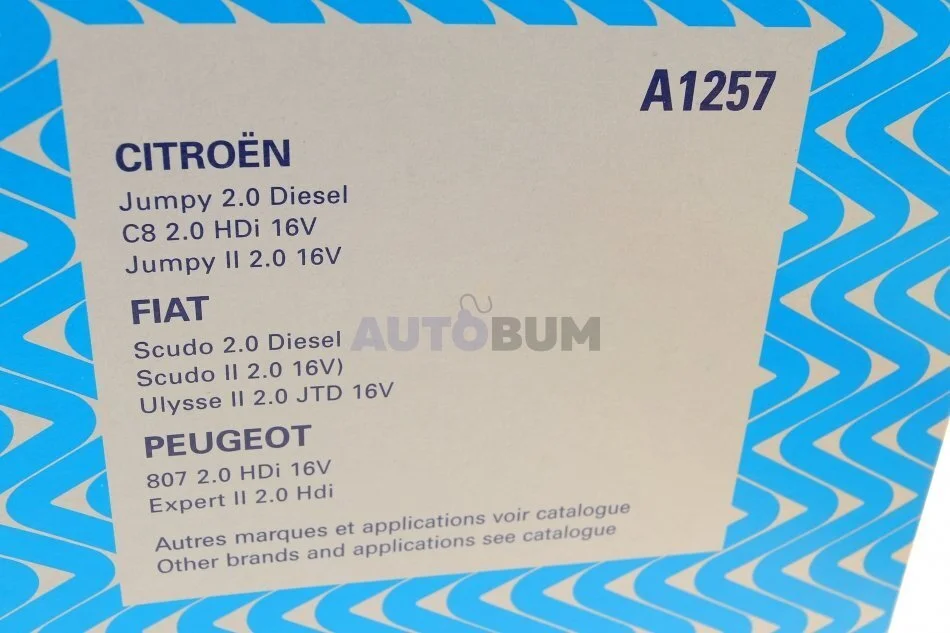 A1257
CITROËN
Jumpy 2.0 Diesel
C8 2.0 HDi 16V
Jumpy II 2.0 16V
FIAT
Scudo 2.0 Diesel
Scudo II 2.0 16V)
Ulysse II 2.0 JTD 16V
AUTOBUM
PEUGEOT
807 2.0 HDi 16V
Expert II 2.0 Hdi
Autres marques et applications voir catalogue
Other brands and applications see catalogue